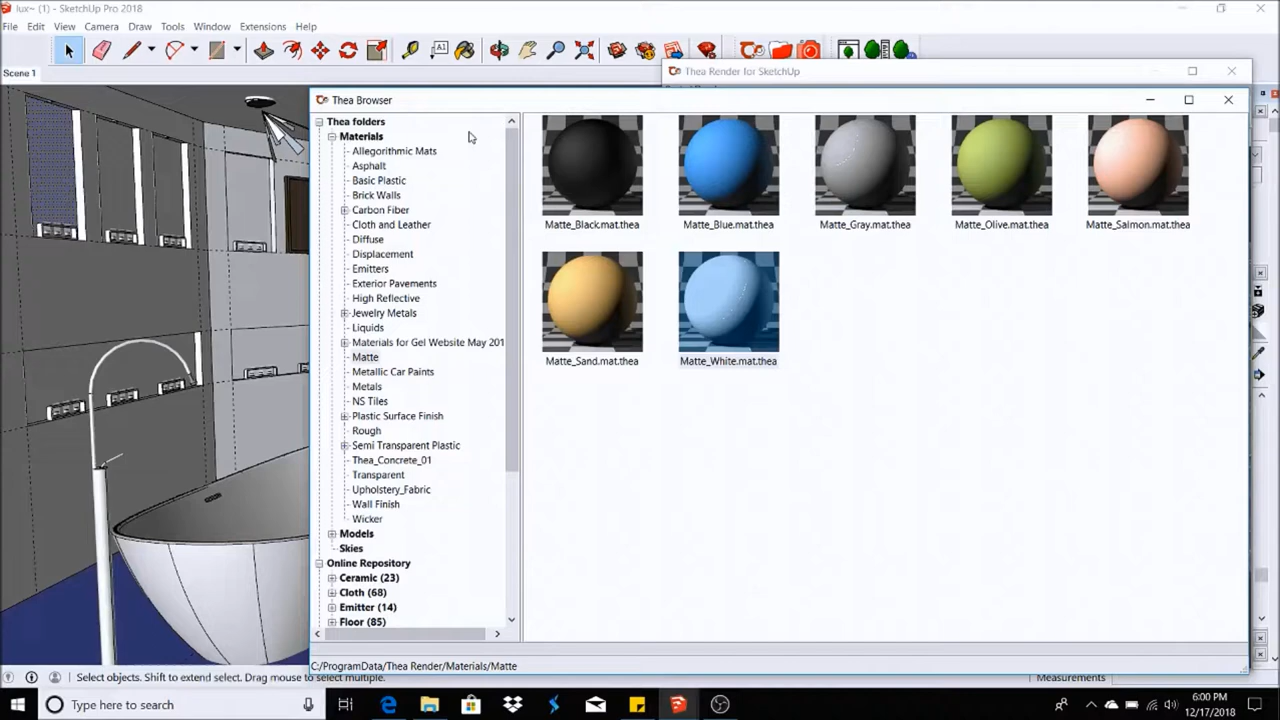 lux~ (1) - SketchUp Pro 2018
File Edit View Camera Draw Tools Window Extensions Help
Scene 1
Thea Render for SketchUp
Thea Browser
Thea folders
Materials
Allegorithmic Mats
Asphalt
Basic Plastic
Brick Walls
Carbon Fiber
Cloth and Leather
Diffuse
Displacement
Emitters
Exterior Pavements
High Reflective
Jewelry Metals
Liquids
Materials for Gel Website May 201
Matte
Metallic Car Paints
Metals
NS Tiles
Plastic Surface Finish
Rough
Semi Transparent Plastic
Thea_Concrete_01
Transparent
Upholstery_Fabric
Wall Finish
Wicker
Models
Skies
Online Repository
Ceramic (23)
Cloth (68)
Emitter (14)
Floor (85)
Matte_Black.mat.thea
Matte_Blue.mat.thea
Matte_Gray.mat.thea
Matte_Olive.mat.thea
Matte_Salmon.mat.thea
Matte_Sand.mat.thea
Matte_White.mat.thea
C:/ProgramData/Thea Render/Materials/Matte
Select objects. Shift to extend select. Drag mouse to select multiple.
Measurements
Type here to search
6:00 PM
12/17/2018